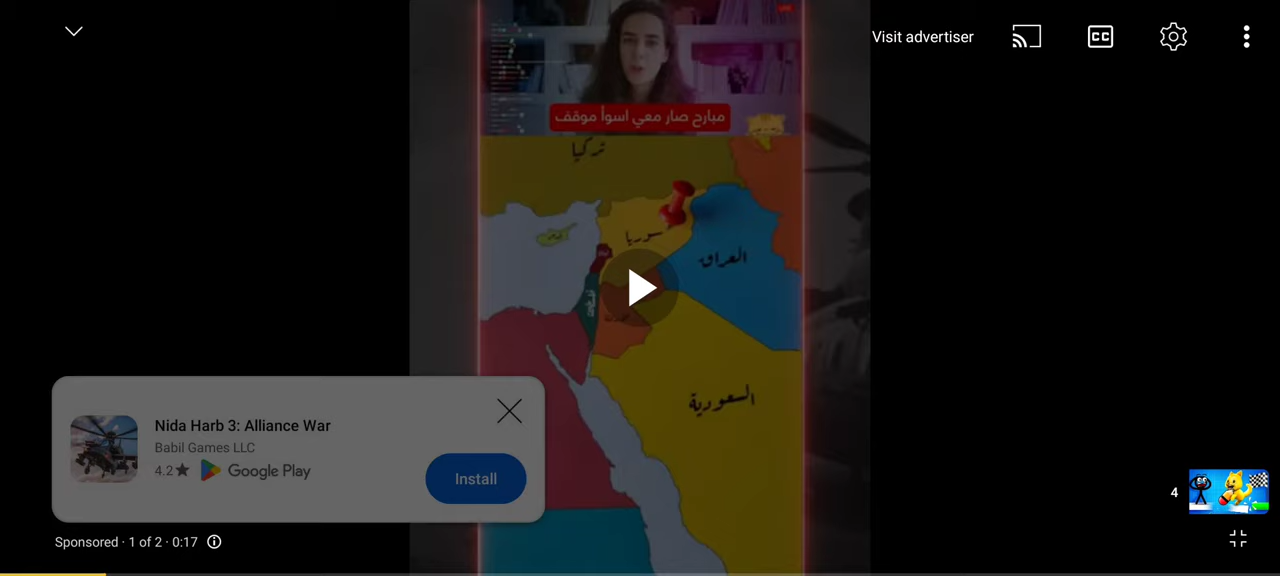 Visit advertiser
CC
مبارح صار معي اسوأ موقف
تركيا
سوريا
العراق
السعودية
Nida Harb 3: Alliance War
Babil Games LLC
4.2★ Google Play
Install
4
Sponsored · 1 of 2 · 0:17